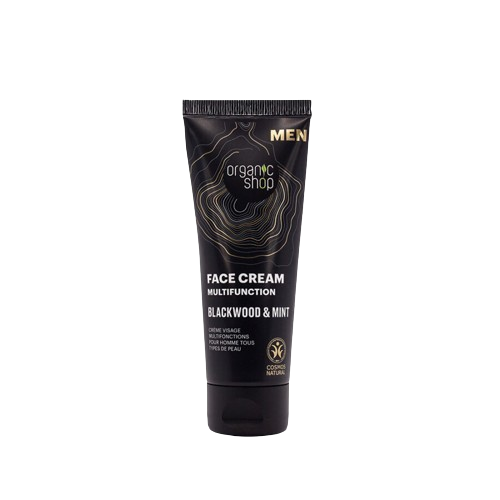 MEN
organic
shop
FACE CREAM
MULTIFUNCTION
BLACKWOOD & MINT
CRÈME VISAGE
MULTIFONCTIONS
POUR HOMME TOUS
TYPES DE PEAU
COSMOS
NATURAL